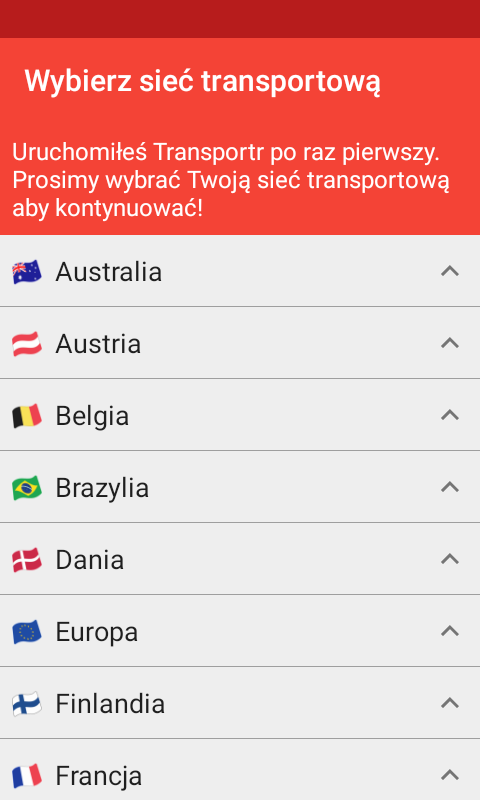 Wybierz sieć transportową
Uruchomiłeś Transportr po raz pierwszy.
Prosimy wybrać Twoją sieć transportową
aby kontynuować!
Australia
Austria
Belgia
Brazylia
Dania
Europa
Finlandia
Francja